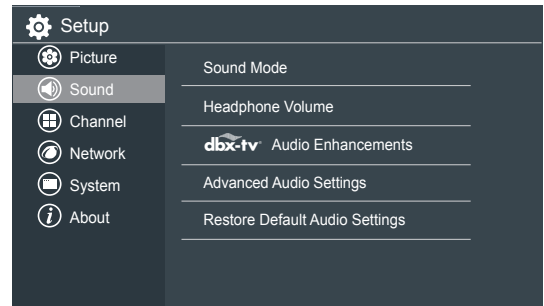 Setup
Picture
Sound
Channel
Network
System
About
Sound Mode
Headphone Volume
dbx-tv Audio Enhancements
Advanced Audio Settings
Restore Default Audio Settings